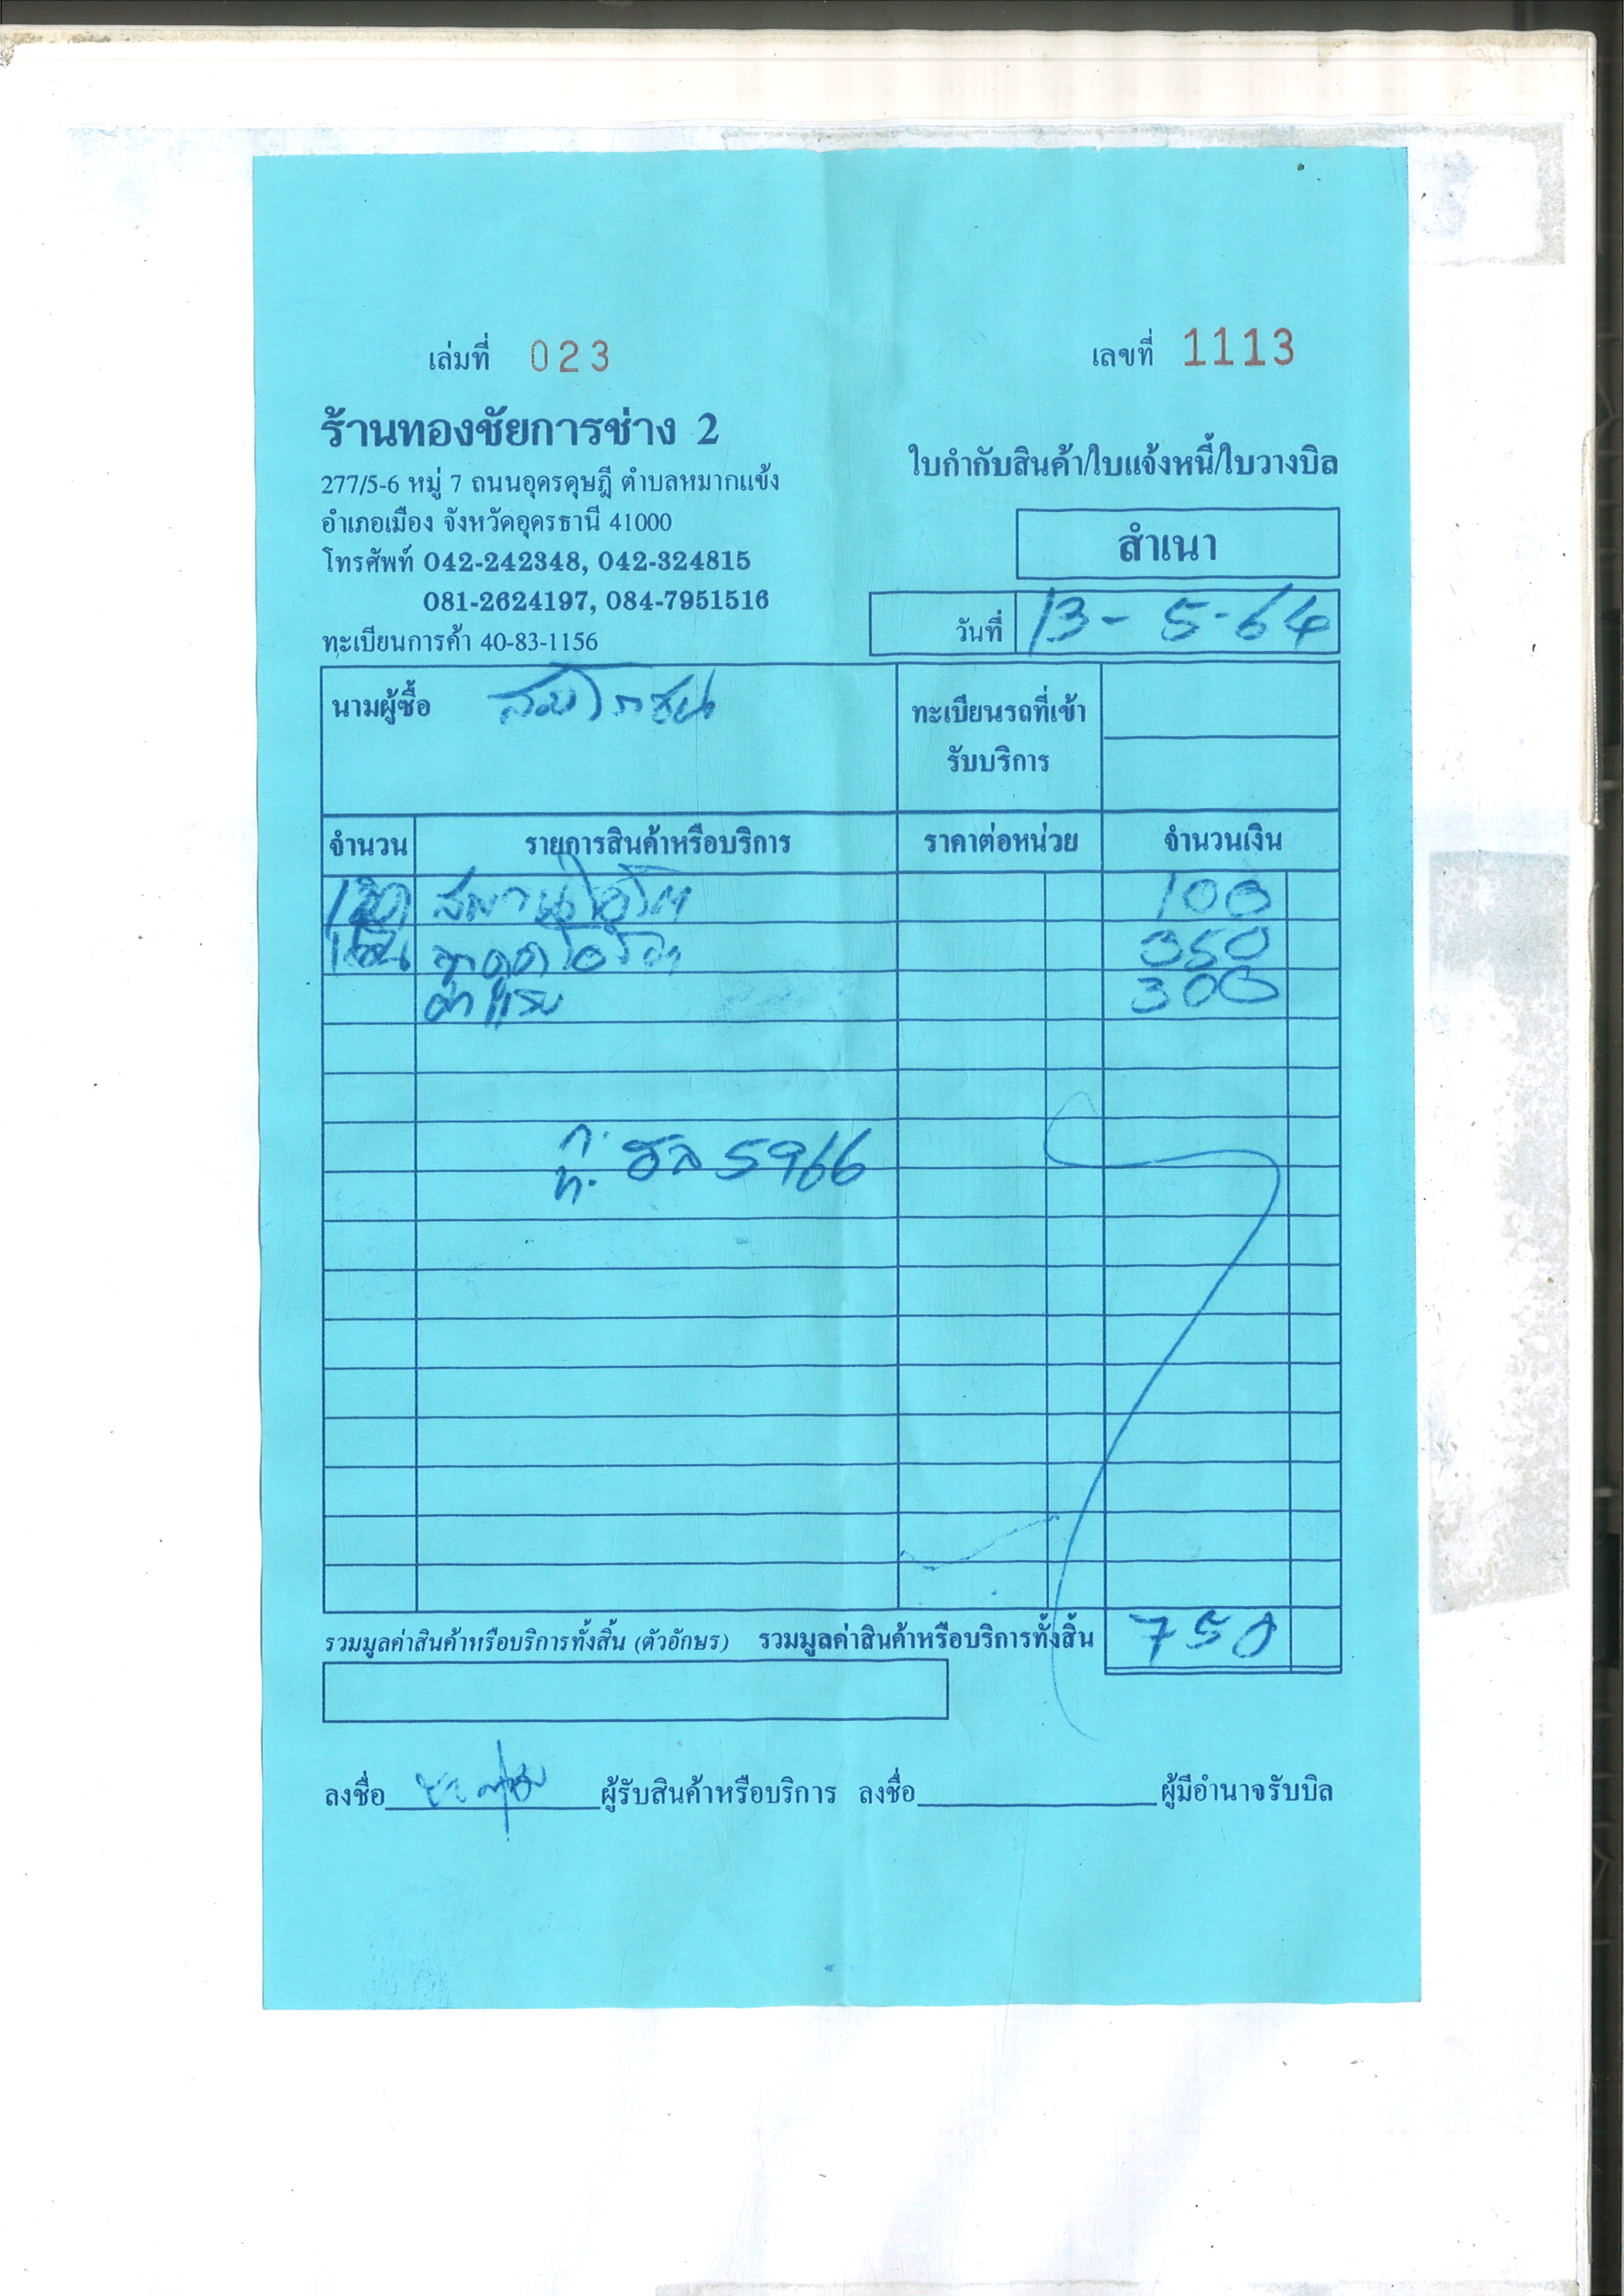 เล่มที่ 023
เลขที่ 1113
ร้านทองชัยการช่าง 2
277/5-6 หมู่ 7 ถนนอุดรดุษฎี ตำบลหมากแข้ง
อำเภอเมือง จังหวัดอุดรธานี 41000
โทรศัพท์ 042-242348, 042-324815
081-2624197, 084-7951516
ทะเบียนการค้า 40-83-1156
ใบกำกับสินค้า/ใบแจ้งหนี้/ใบวางบิล
สำเนา
วันที่ 13-5-64
นามผู้ซื้อ
ทะเบียนรถที่เข้า
รับบริการ
จำนวน รายการสินค้าหรือบริการ ราคาต่อหน่วย จำนวนเงิน
100
350
ค่าแรง 300
5966
รวมมูลค่าสินค้าหรือบริการทั้งสิ้น (ตัวอักษร) รวมมูลค่าสินค้าหรือบริการทั้งสิ้น 750
ลงชื่อ ผู้รับสินค้าหรือบริการ ลงชื่อ ผู้มีอำนาจรับบิล